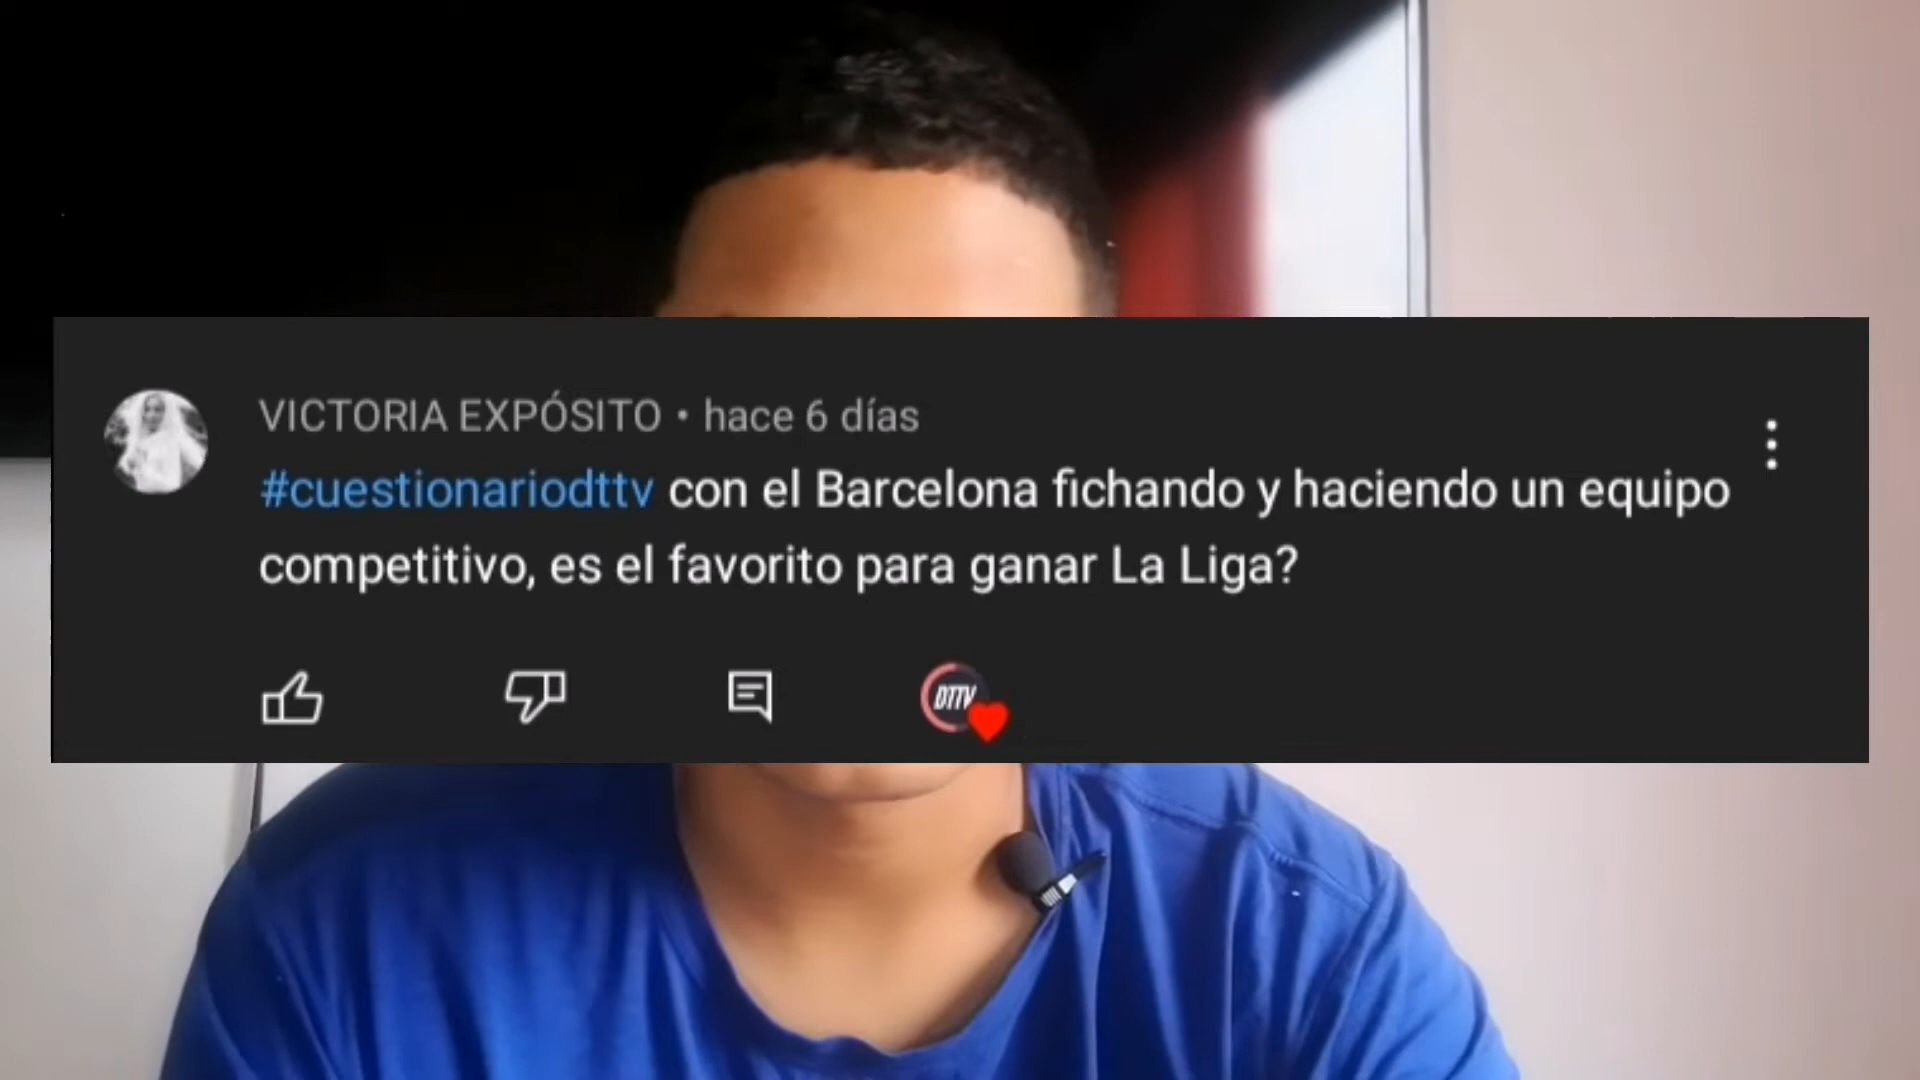 VICTORIA EXPÓSITO • hace 6 días
#cuestionariodttv con el Barcelona fichando y haciendo un equipo
competitivo, es el favorito para ganar La Liga?
DTTV